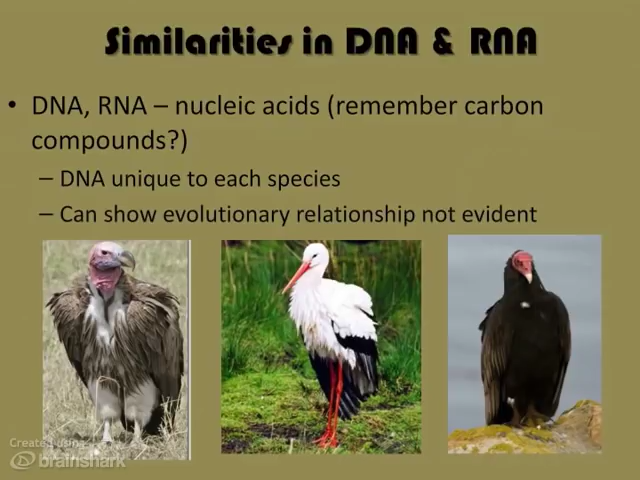 Similarities in DNA & RNA
• DNA, RNA – nucleic acids (remember carbon
compounds?)
– DNA unique to each species
– Can show evolutionary relationship not evident
Created using
brainshark